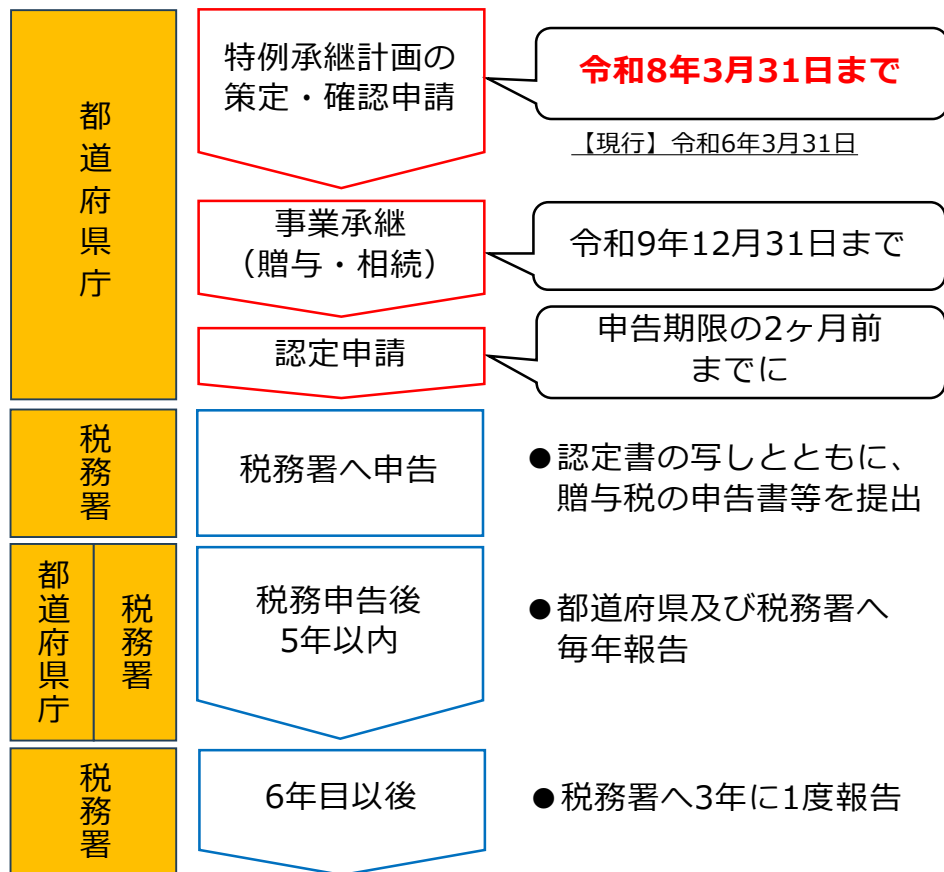 都道府県庁
特例承継計画の
策定・確認申請
令和8年3月31日まで
【現行】令和6年3月31日
事業承継
（贈与・相続）
令和9年12月31日まで
認定申請
申告期限の2ヶ月前
までに
税務署
税務署へ申告
●認定書の写しとともに、
贈与税の申告書等を提出
都道府県庁
税務署
税務申告後
5年以内
●都道府県及び税務署へ
毎年報告
税務署
6年目以後
●税務署へ3年に1度報告